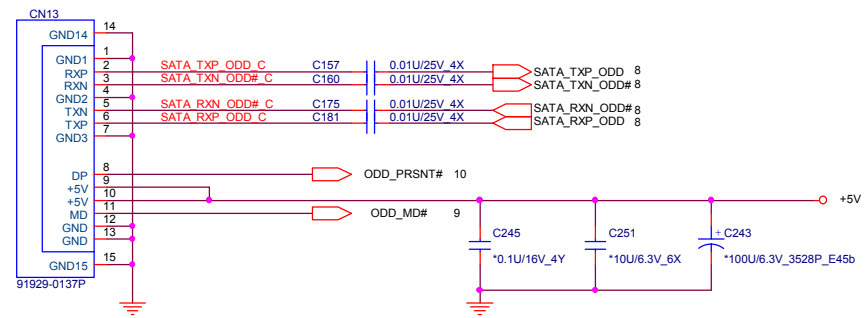 CN13
GND14 14
GND1 1
RXP 2 SATA_TXP_ODD_C C157 0.01U/25V_4X SATA_TXP_ODD 8
RXN 3 SATA_TXN_ODD#_C C160 0.01U/25V_4X SATA_TXN_ODD# 8
GND2 4
TXN 5 SATA_RXN_ODD#_C C175 0.01U/25V_4X SATA_RXN_ODD# 8
TXP 6 SATA_RXP_ODD_C C181 0.01U/25V_4X SATA_RXP_ODD 8
GND3 7
DP 8 ODD_PRSNT# 10
+5V 9
+5V 10 +5V
MD 11 ODD_MD# 9
GND 12
GND 13
C245 C251 + C243
*0.1U/16V_4Y *10U/6.3V_6X *100U/6.3V_3528P_E45b
GND15 15
91929-0137P